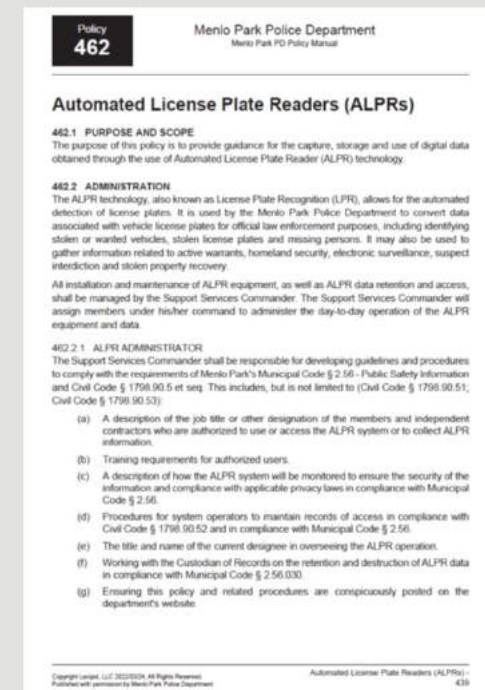 Policy
462
Menlo Park Police Department
Menlo Park PD Policy Manual
Automated License Plate Readers (ALPRs)
462.1 PURPOSE AND SCOPE
The purpose of this policy is to provide guidance for the capture, storage and use of digital data
obtained through the use of Automated License Plate Reader (ALPR) technology.
462.2 ADMINISTRATION
The ALPR technology, also known as License Plate Recognition (LPR), allows for the automated
detection of license plates. It is used by the Menlo Park Police Department to convert data
associated with vehicle license plates for official law enforcement purposes, including identifying
stolen or wanted vehicles, stolen license plates and missing persons. It may also be used to
gather information related to active warrants, homeland security, electronic surveillance, suspect
interdiction and stolen property recovery.
All installation and maintenance of ALPR equipment, as well as ALPR data retention and access,
shall be managed by the Support Services Commander. The Support Services Commander will
assign members under his/her command to administer the day-to-day operation of the ALPR
equipment and data.
462.2.1 ALPR ADMINISTRATOR
The Support Services Commander shall be responsible for developing guidelines and procedures
to comply with the requirements of Menlo Park's Municipal Code § 2.56 - Public Safety Information
and Civil Code § 1798.90.5 et seq. This includes, but is not limited to (Civil Code § 1798.90.51;
Civil Code § 1798.90.53):
(a) A description of the job title or other designation of the members and independent
contractors who are authorized to use or access the ALPR system or to collect ALPR
information.
(b) Training requirements for authorized users.
(c) A description of how the ALPR system will be monitored to ensure the security of the
information and compliance with applicable privacy laws in compliance with Municipal
Code § 2.56.
(d) Procedures for system operators to maintain records of access in compliance with
Civil Code § 1798.90.52 and in compliance with Municipal Code § 2.56.
(e) The title and name of the current designee in overseeing the ALPR operation.
(f) Working with the Custodian of Records on the retention and destruction of ALPR data
in compliance with Municipal Code § 2.56.030.
(g) Ensuring this policy and related procedures are conspicuously posted on the
department's website.
Copyright Lexipol, LLC 2022/03/24, All Rights Reserved.
Published with permission by Menlo Park Police Department
Automated License Plate Readers (ALPRs) -
439